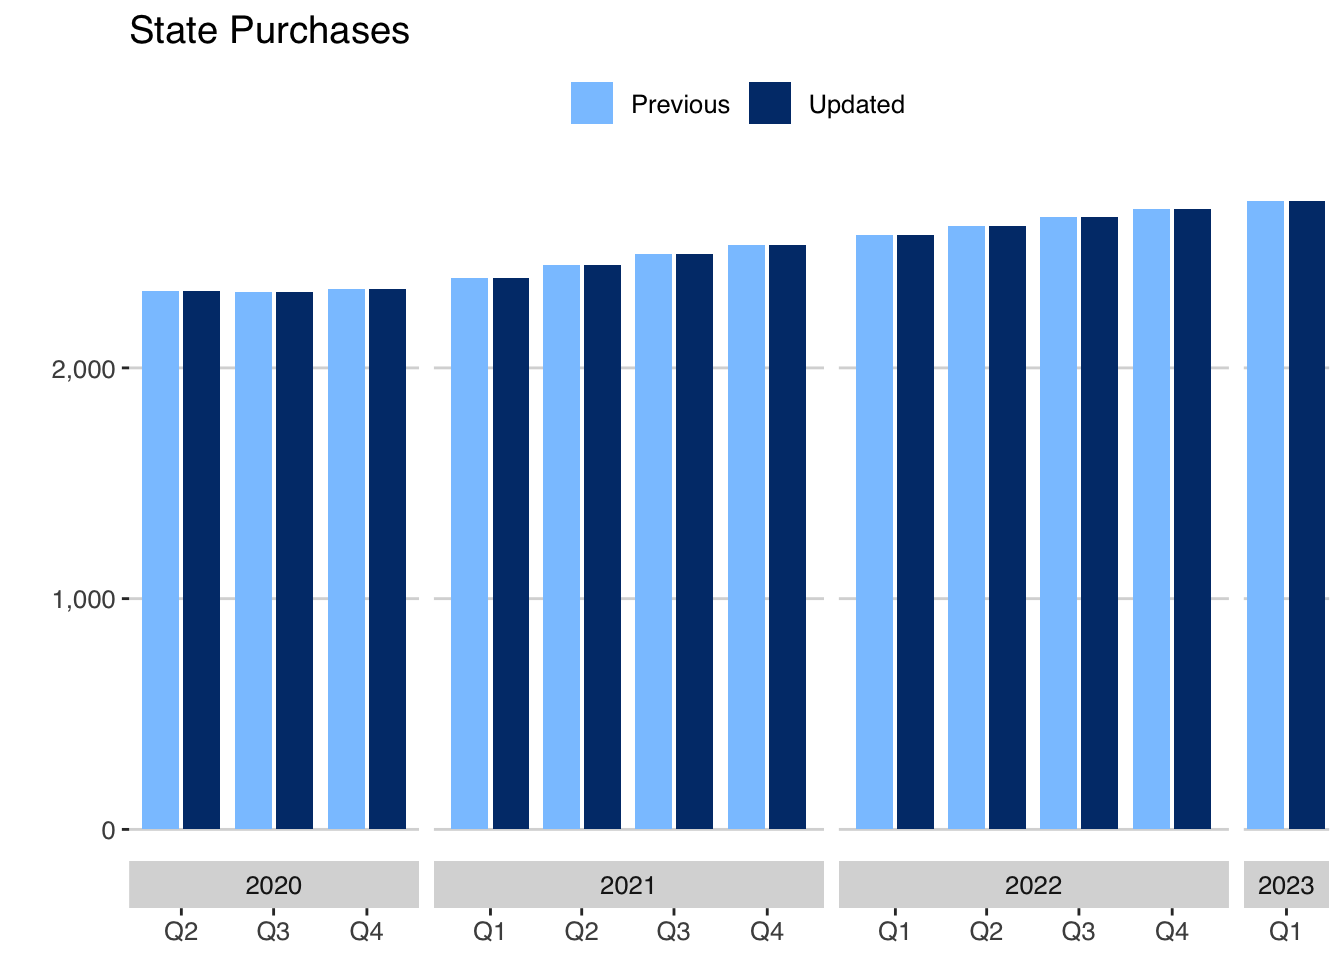 State Purchases
Previous Updated
2,000
1,000
0
2020 2021 2022 2023
Q2 Q3 Q4 Q1 Q2 Q3 Q4 Q1 Q2 Q3 Q4 Q1